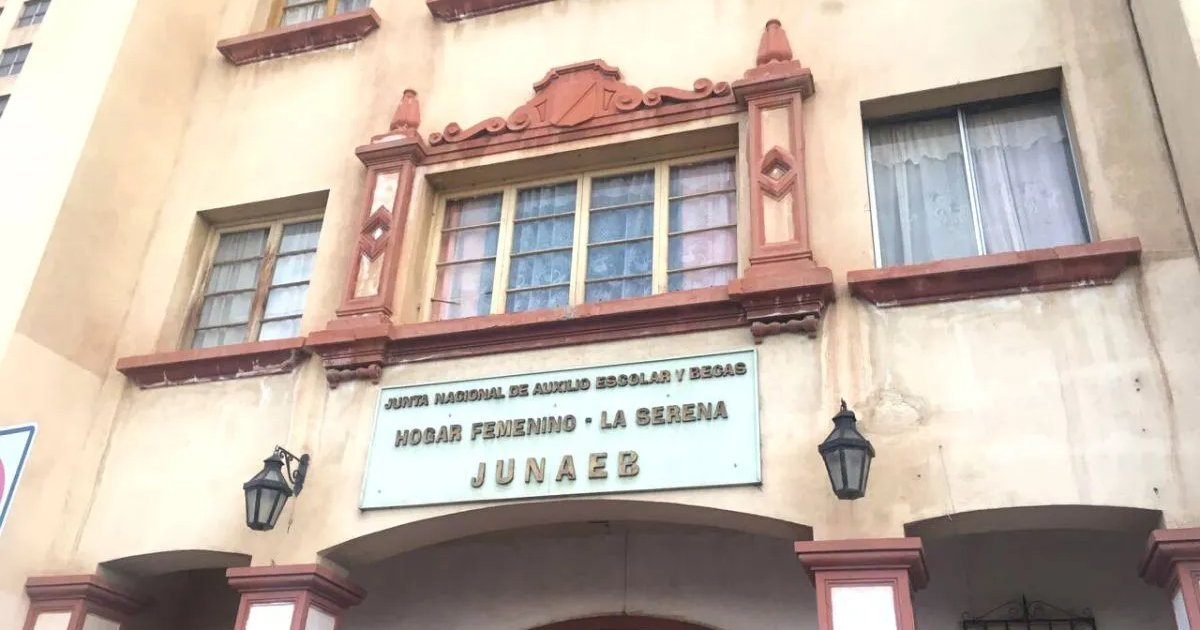 JUNTA NACIONAL DE AUXILIO ESCOLAR Y BECAS
HOGAR FEMENINO - LA SERENA
JUNAEB